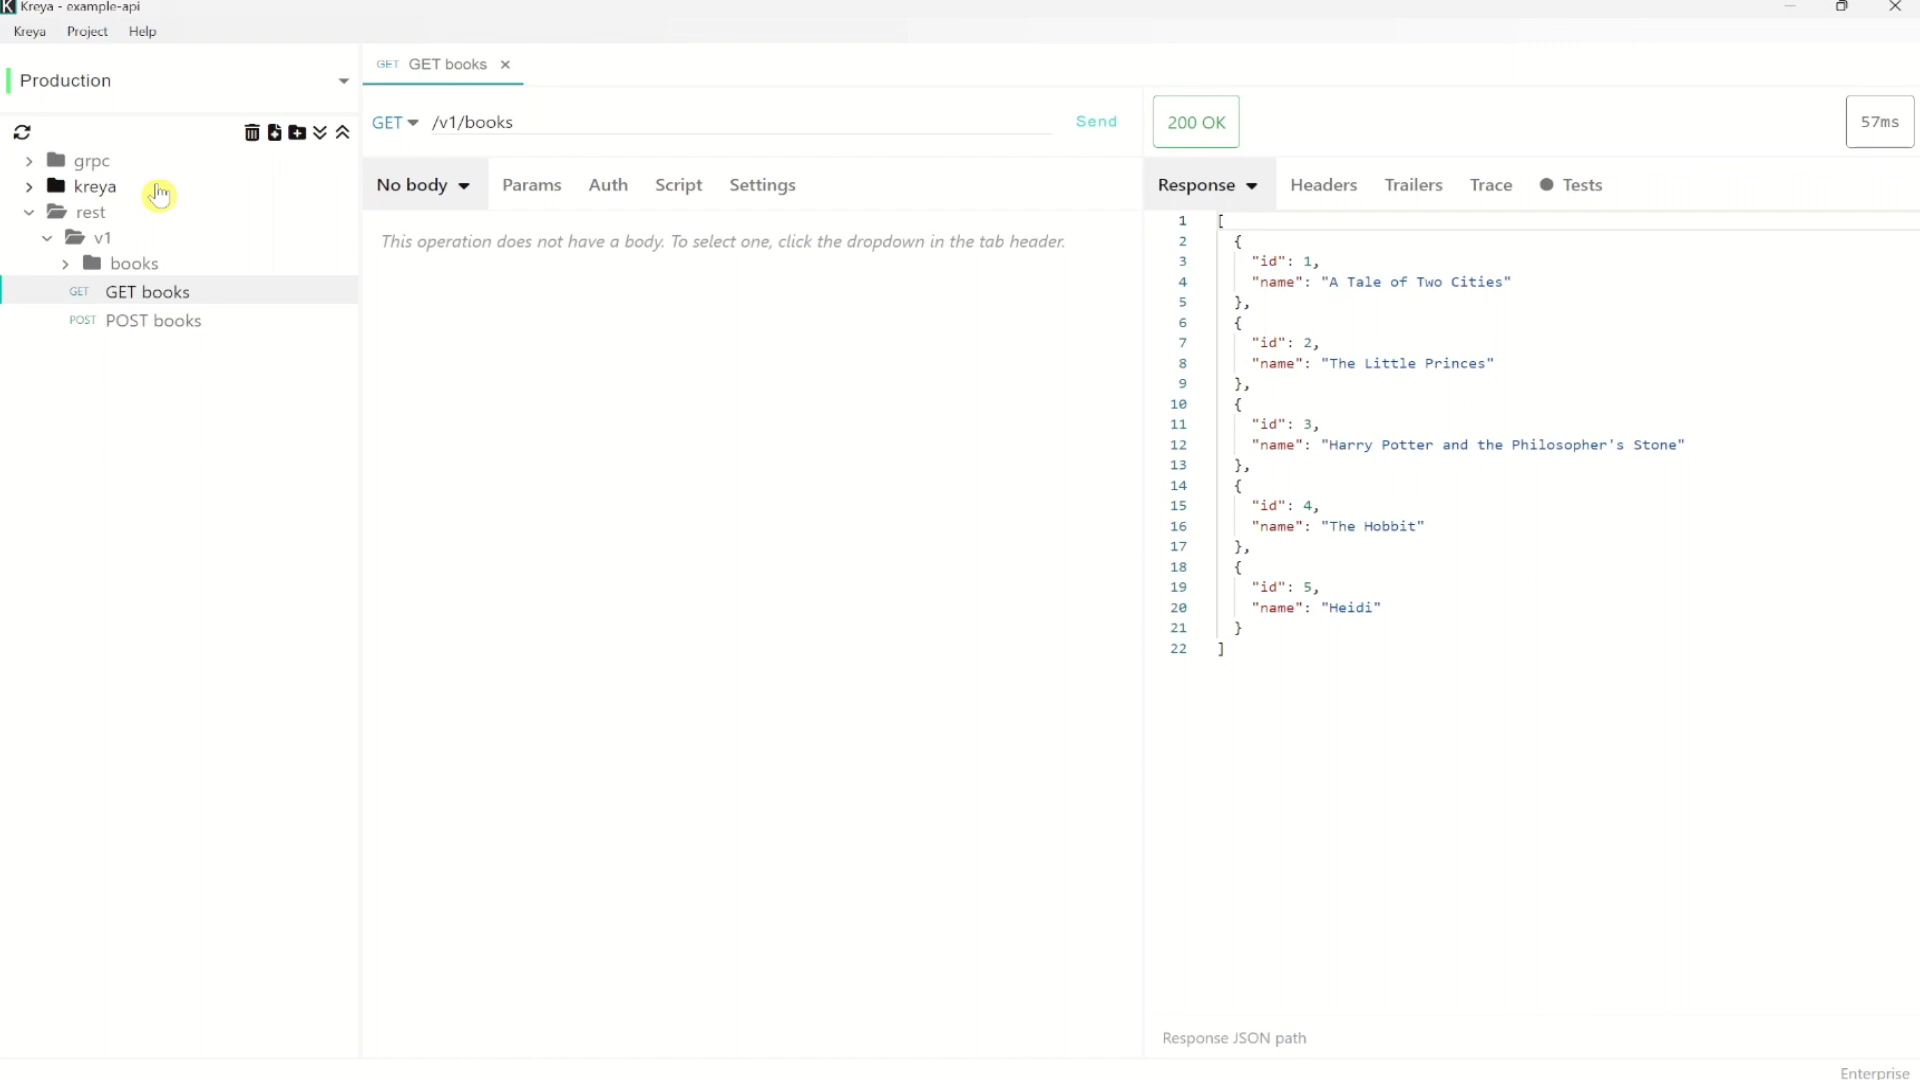 K Kreya - example-api
Kreya Project Help
Production
GET GET books
grpc
kreya
rest
v1
books
GET GET books
POST POST books
GET /v1/books Send
200 OK 57ms
No body Params Auth Script Settings
This operation does not have a body. To select one, click the dropdown in the tab header.
Response Headers Trailers Trace Tests
1 [
2 {
3 "id": 1,
4 "name": "A Tale of Two Cities"
5 },
6 {
7 "id": 2,
8 "name": "The Little Princes"
9 },
10 {
11 "id": 3,
12 "name": "Harry Potter and the Philosopher's Stone"
13 },
14 {
15 "id": 4,
16 "name": "The Hobbit"
17 },
18 {
19 "id": 5,
20 "name": "Heidi"
21 }
22 ]
Response JSON path
Enterprise